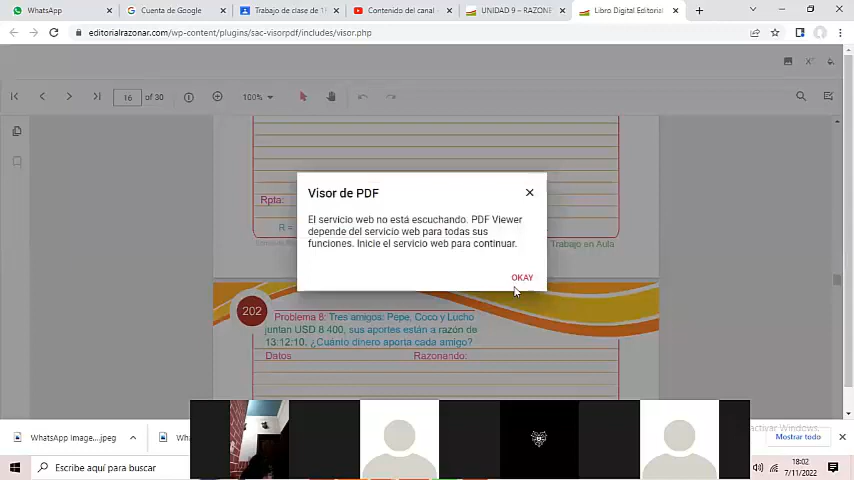 WhatsApp
Cuenta de Google
Trabajo de clase de 1
Contenido del canal
UNIDAD 9 – RAZONE
Libro Digital Editorial
editorialrazonar.com/wp-content/plugins/sac-visorpdf/includes/visor.php
16 of 30
100%
Rpta:
R =
Trabajo en Aula
Visor de PDF
El servicio web no está escuchando. PDF Viewer
depende del servicio web para todas sus
funciones. Inicie el servicio web para continuar.
OKAY
202
Problema 8: Tres amigos: Pepe, Coco y Lucho
juntan USD 8 400, sus aportes están a razón de
13:12:10. ¿Cuánto dinero aporta cada amigo?
Datos
Razonando:
WhatsApp Image....jpeg
Wha
activar Windows.
Mostrar todo
Escribe aquí para buscar
18:02
7/11/2022